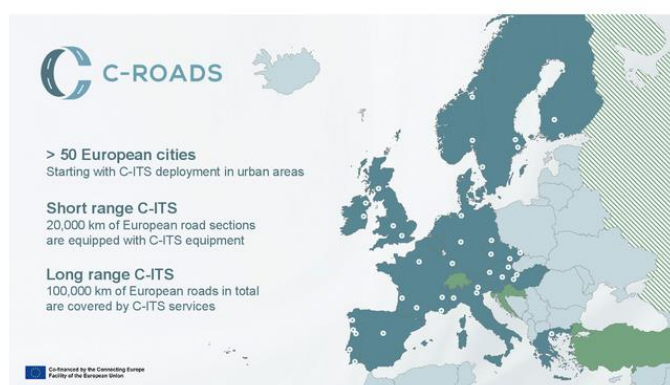 C-ROADS
> 50 European cities
Starting with C-ITS deployment in urban areas
Short range C-ITS
20,000 km of European road sections
are equipped with C-ITS equipment
Long range C-ITS
100,000 km of European roads in total
are covered by C-ITS services
Co-financed by the Connecting Europe
Facility of the European Union